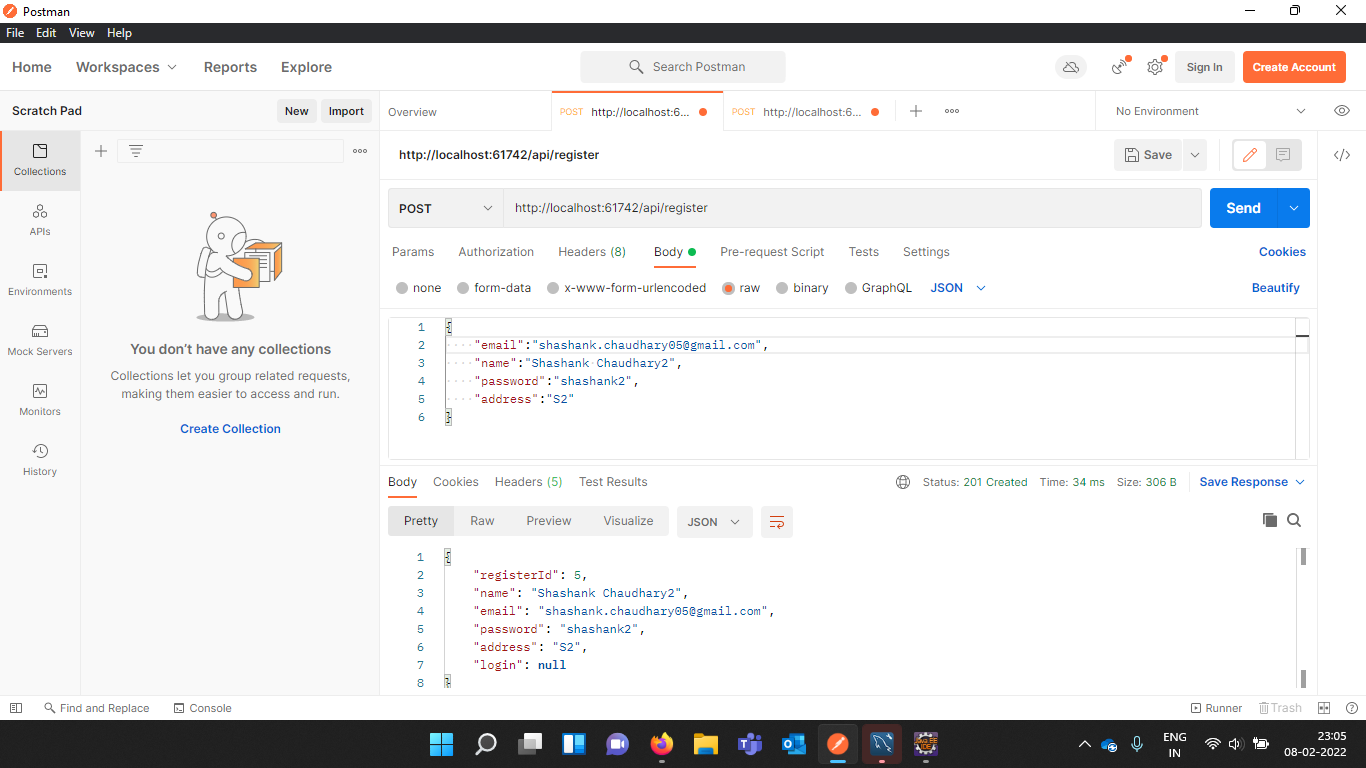 Postman
File Edit View Help
Home Workspaces Reports Explore Search Postman Sign In Create Account
Scratch Pad New Import
Overview POST http://localhost:6... POST http://localhost:6... No Environment
http://localhost:61742/api/register Save
POST http://localhost:61742/api/register Send
Params Authorization Headers (8) Body Pre-request Script Tests Settings Cookies
none form-data x-www-form-urlencoded raw binary GraphQL JSON Beautify
1 {
2 "email":"shashank.chaudhary05@gmail.com",
3 "name":"Shashank Chaudhary2",
4 "password":"shashank2",
5 "address":"S2"
6 }
Collections
APIs
Environments
Mock Servers
Monitors
History
You don't have any collections
Collections let you group related requests,
making them easier to access and run.
Create Collection
Body Cookies Headers (5) Test Results Status: 201 Created Time: 34 ms Size: 306 B Save Response
Pretty Raw Preview Visualize JSON
1 {
2 "registerId": 5,
3 "name": "Shashank Chaudhary2",
4 "email": "shashank.chaudhary05@gmail.com",
5 "password": "shashank2",
6 "address": "S2",
7 "login": null
8 }
Find and Replace Console Runner Trash
Java EE
IDE
ENG
IN
23:05
08-02-2022